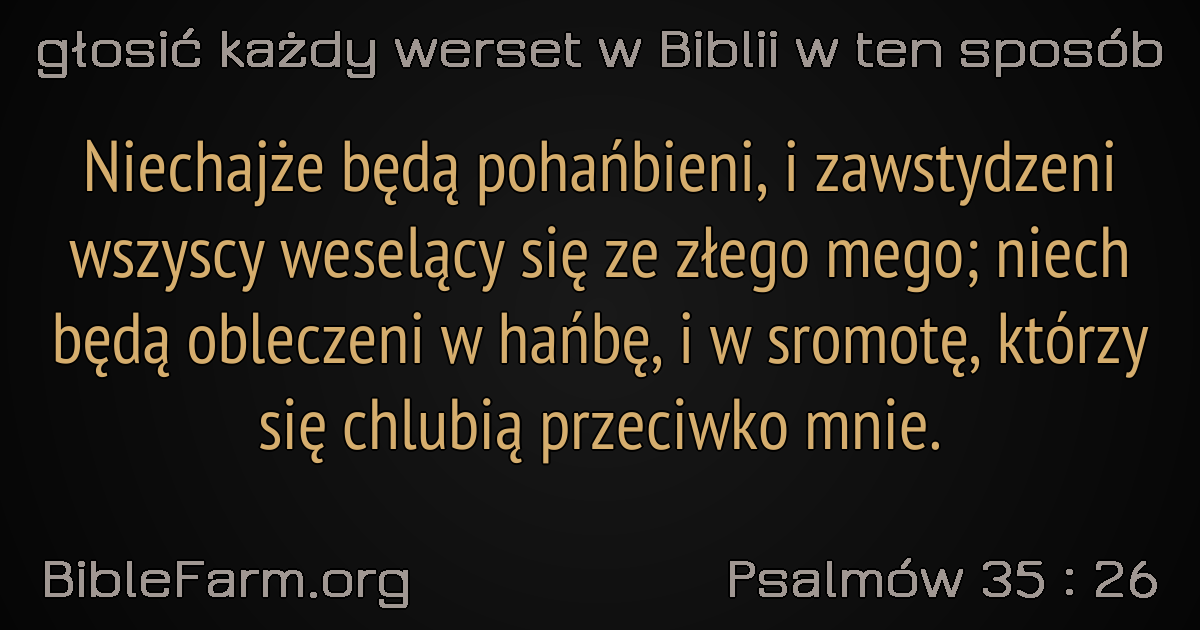 głosić każdy werset w Biblii w ten sposób
Niechajże będą pohańbieni, i zawstydzeni
wszyscy weselący się ze złego mego; niech
będą obleczeni w hańbę, i w sromotę, którzy
się chlubią przeciwko mnie.
BibleFarm.org
Psalmów 35 : 26